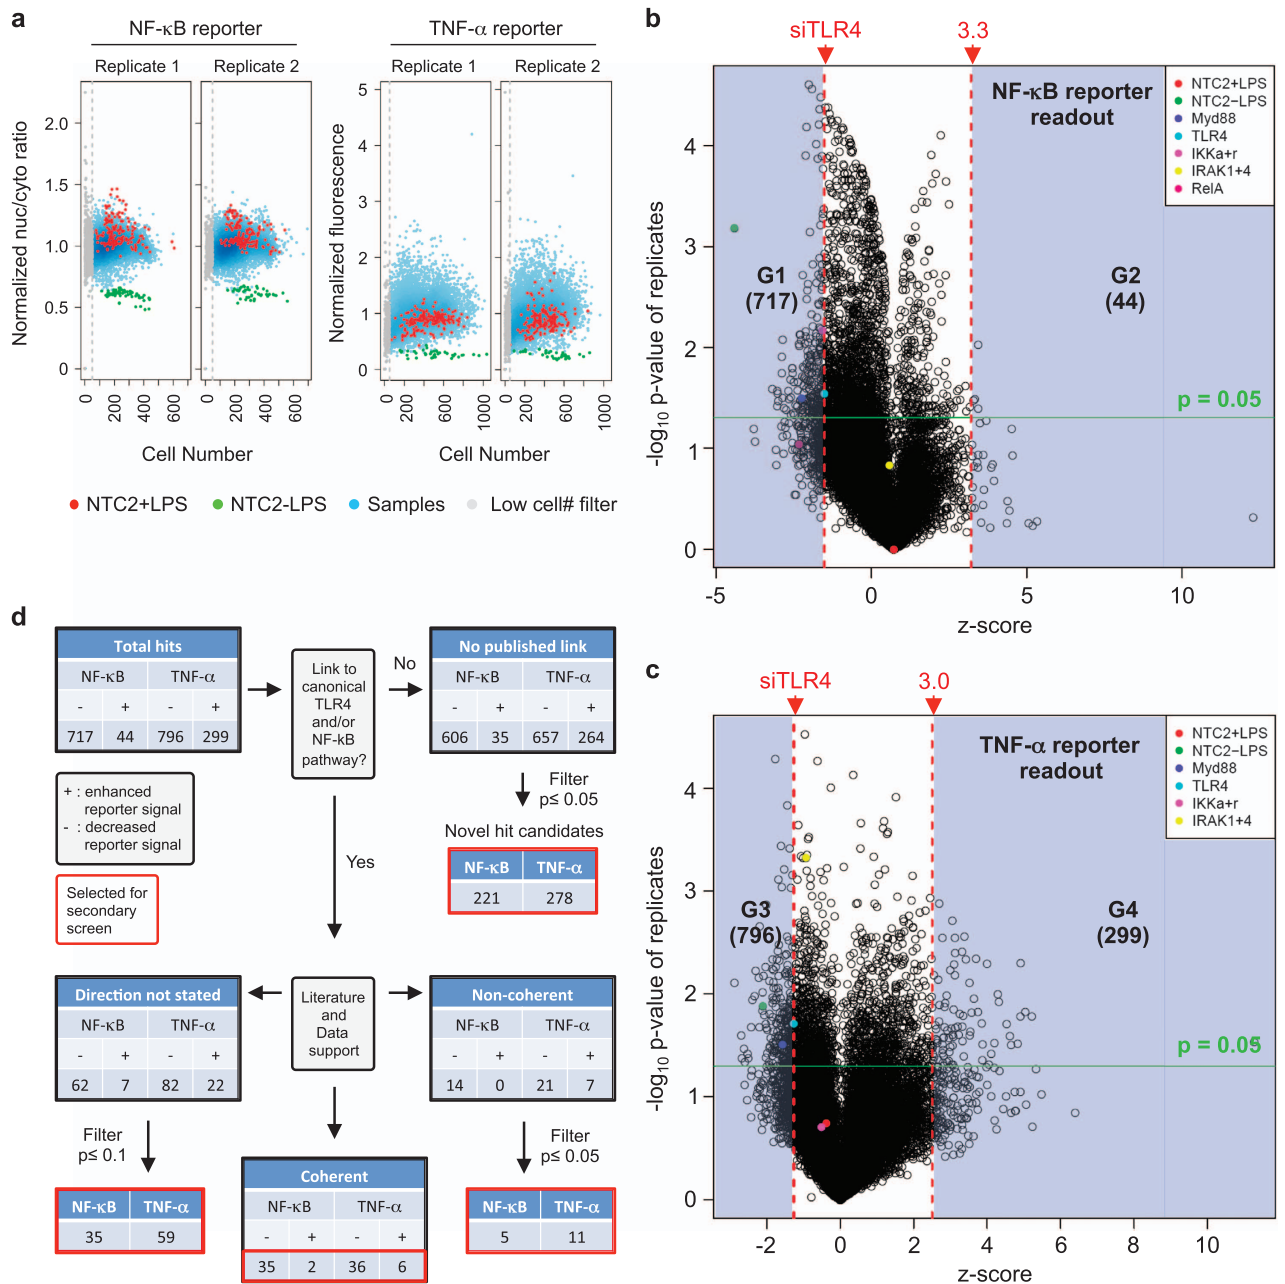 a
NF-κB reporter
TNF-α reporter
Replicate 1
Replicate 2
Replicate 1
Replicate 2
Normalized nuc/cyto ratio
2.0
1.5
1.0
0.5
0
0
200
400
600
0
200
400
600
Cell Number
Normalized fluorescence
5
4
3
2
1
0
0
200
600
1000
0
200
600
1000
Cell Number
NTC2+LPS
NTC2-LPS
Samples
Low cell# filter
b
siTLR4
3.3
NF-κB reporter
readout
NTC2+LPS
NTC2−LPS
Myd88
TLR4
IKKa+r
IRAK1+4
RelA
G1
(717)
G2
(44)
p = 0.05
-log10 p-value of replicates
4
3
2
1
0
-5
0
5
10
z-score
c
siTLR4
3.0
TNF-α reporter
readout
NTC2+LPS
NTC2−LPS
Myd88
TLR4
IKKa+r
IRAK1+4
G3
(796)
G4
(299)
p = 0.05
-log10 p-value of replicates
4
3
2
1
0
-2
0
2
4
6
8
10
z-score
d
Total hits
NF-κB TNF-α
- + - +
717 44 796 299
Link to
canonical
TLR4
and/or
NF-kB
pathway?
No
No published link
NF-κB TNF-α
- + - +
606 35 657 264
+ : enhanced
reporter signal
- : decreased
reporter signal
Selected for
secondary
screen
Filter
p≤ 0.05
Novel hit candidates
NF-κB TNF-α
221 278
Yes
Direction not stated
NF-κB TNF-α
- + - +
62 7 82 22
Literature
and
Data
support
Non-coherent
NF-κB TNF-α
- + - +
14 0 21 7
Filter
p≤ 0.1
Filter
p≤ 0.05
NF-κB TNF-α
35 59
Coherent
NF-κB TNF-α
- + - +
35 2 36 6
NF-κB TNF-α
5 11